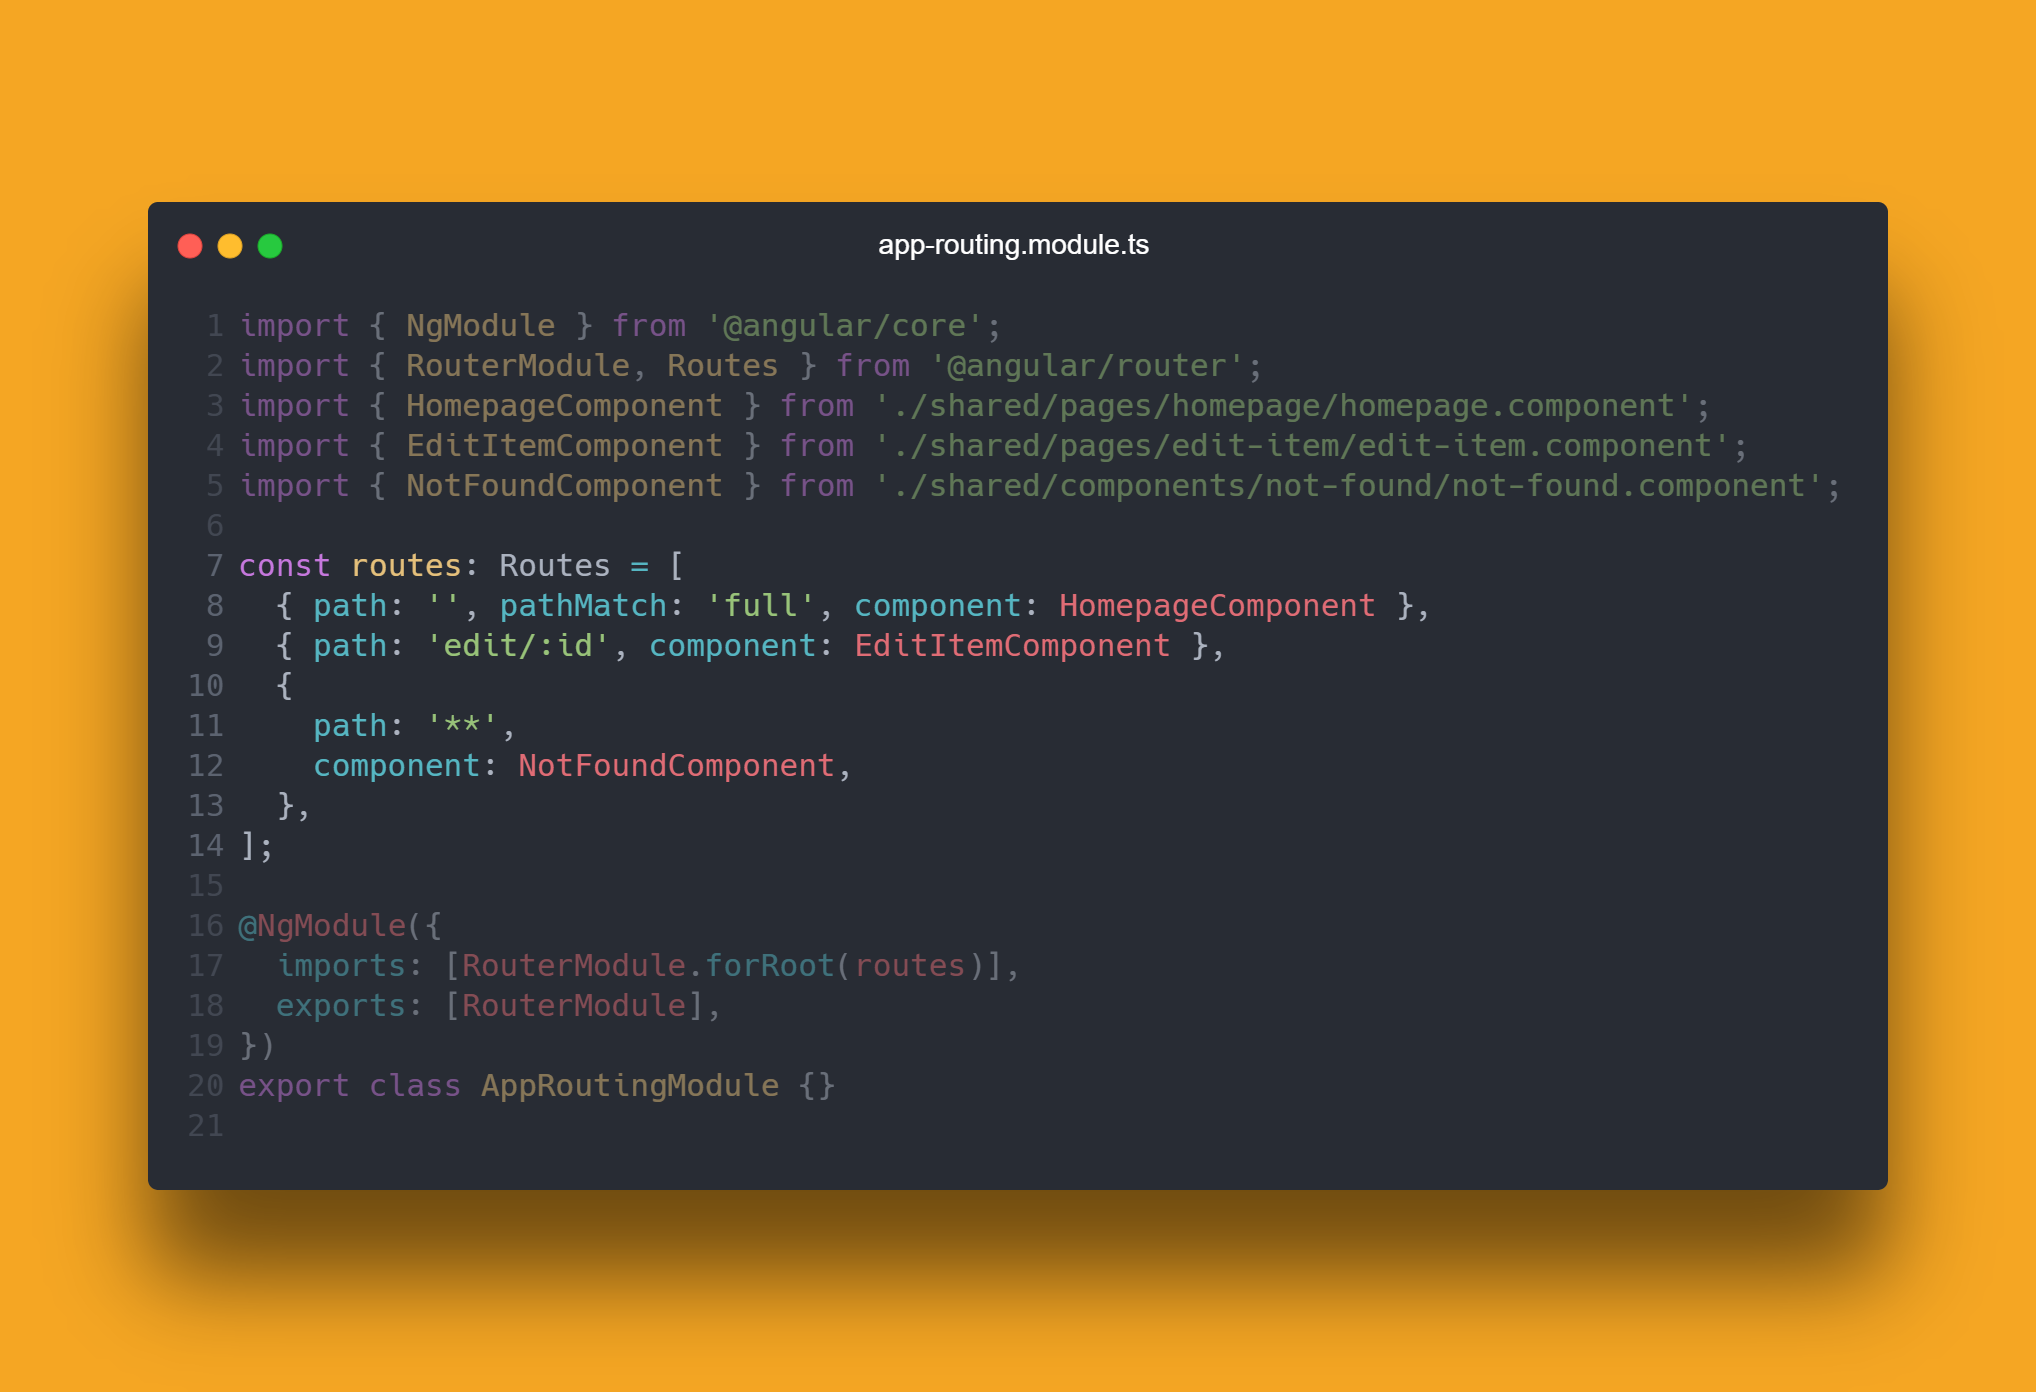 app-routing.module.ts
1 import { NgModule } from '@angular/core';
2 import { RouterModule, Routes } from '@angular/router';
3 import { HomepageComponent } from './shared/pages/homepage/homepage.component';
4 import { EditItemComponent } from './shared/pages/edit-item/edit-item.component';
5 import { NotFoundComponent } from './shared/components/not-found/not-found.component';
6
7 const routes: Routes = [
8   { path: '', pathMatch: 'full', component: HomepageComponent },
9   { path: 'edit/:id', component: EditItemComponent },
10   {
11     path: '**',
12     component: NotFoundComponent,
13   },
14 ];
15
16 @NgModule({
17   imports: [RouterModule.forRoot(routes)],
18   exports: [RouterModule],
19 })
20 export class AppRoutingModule {}
21